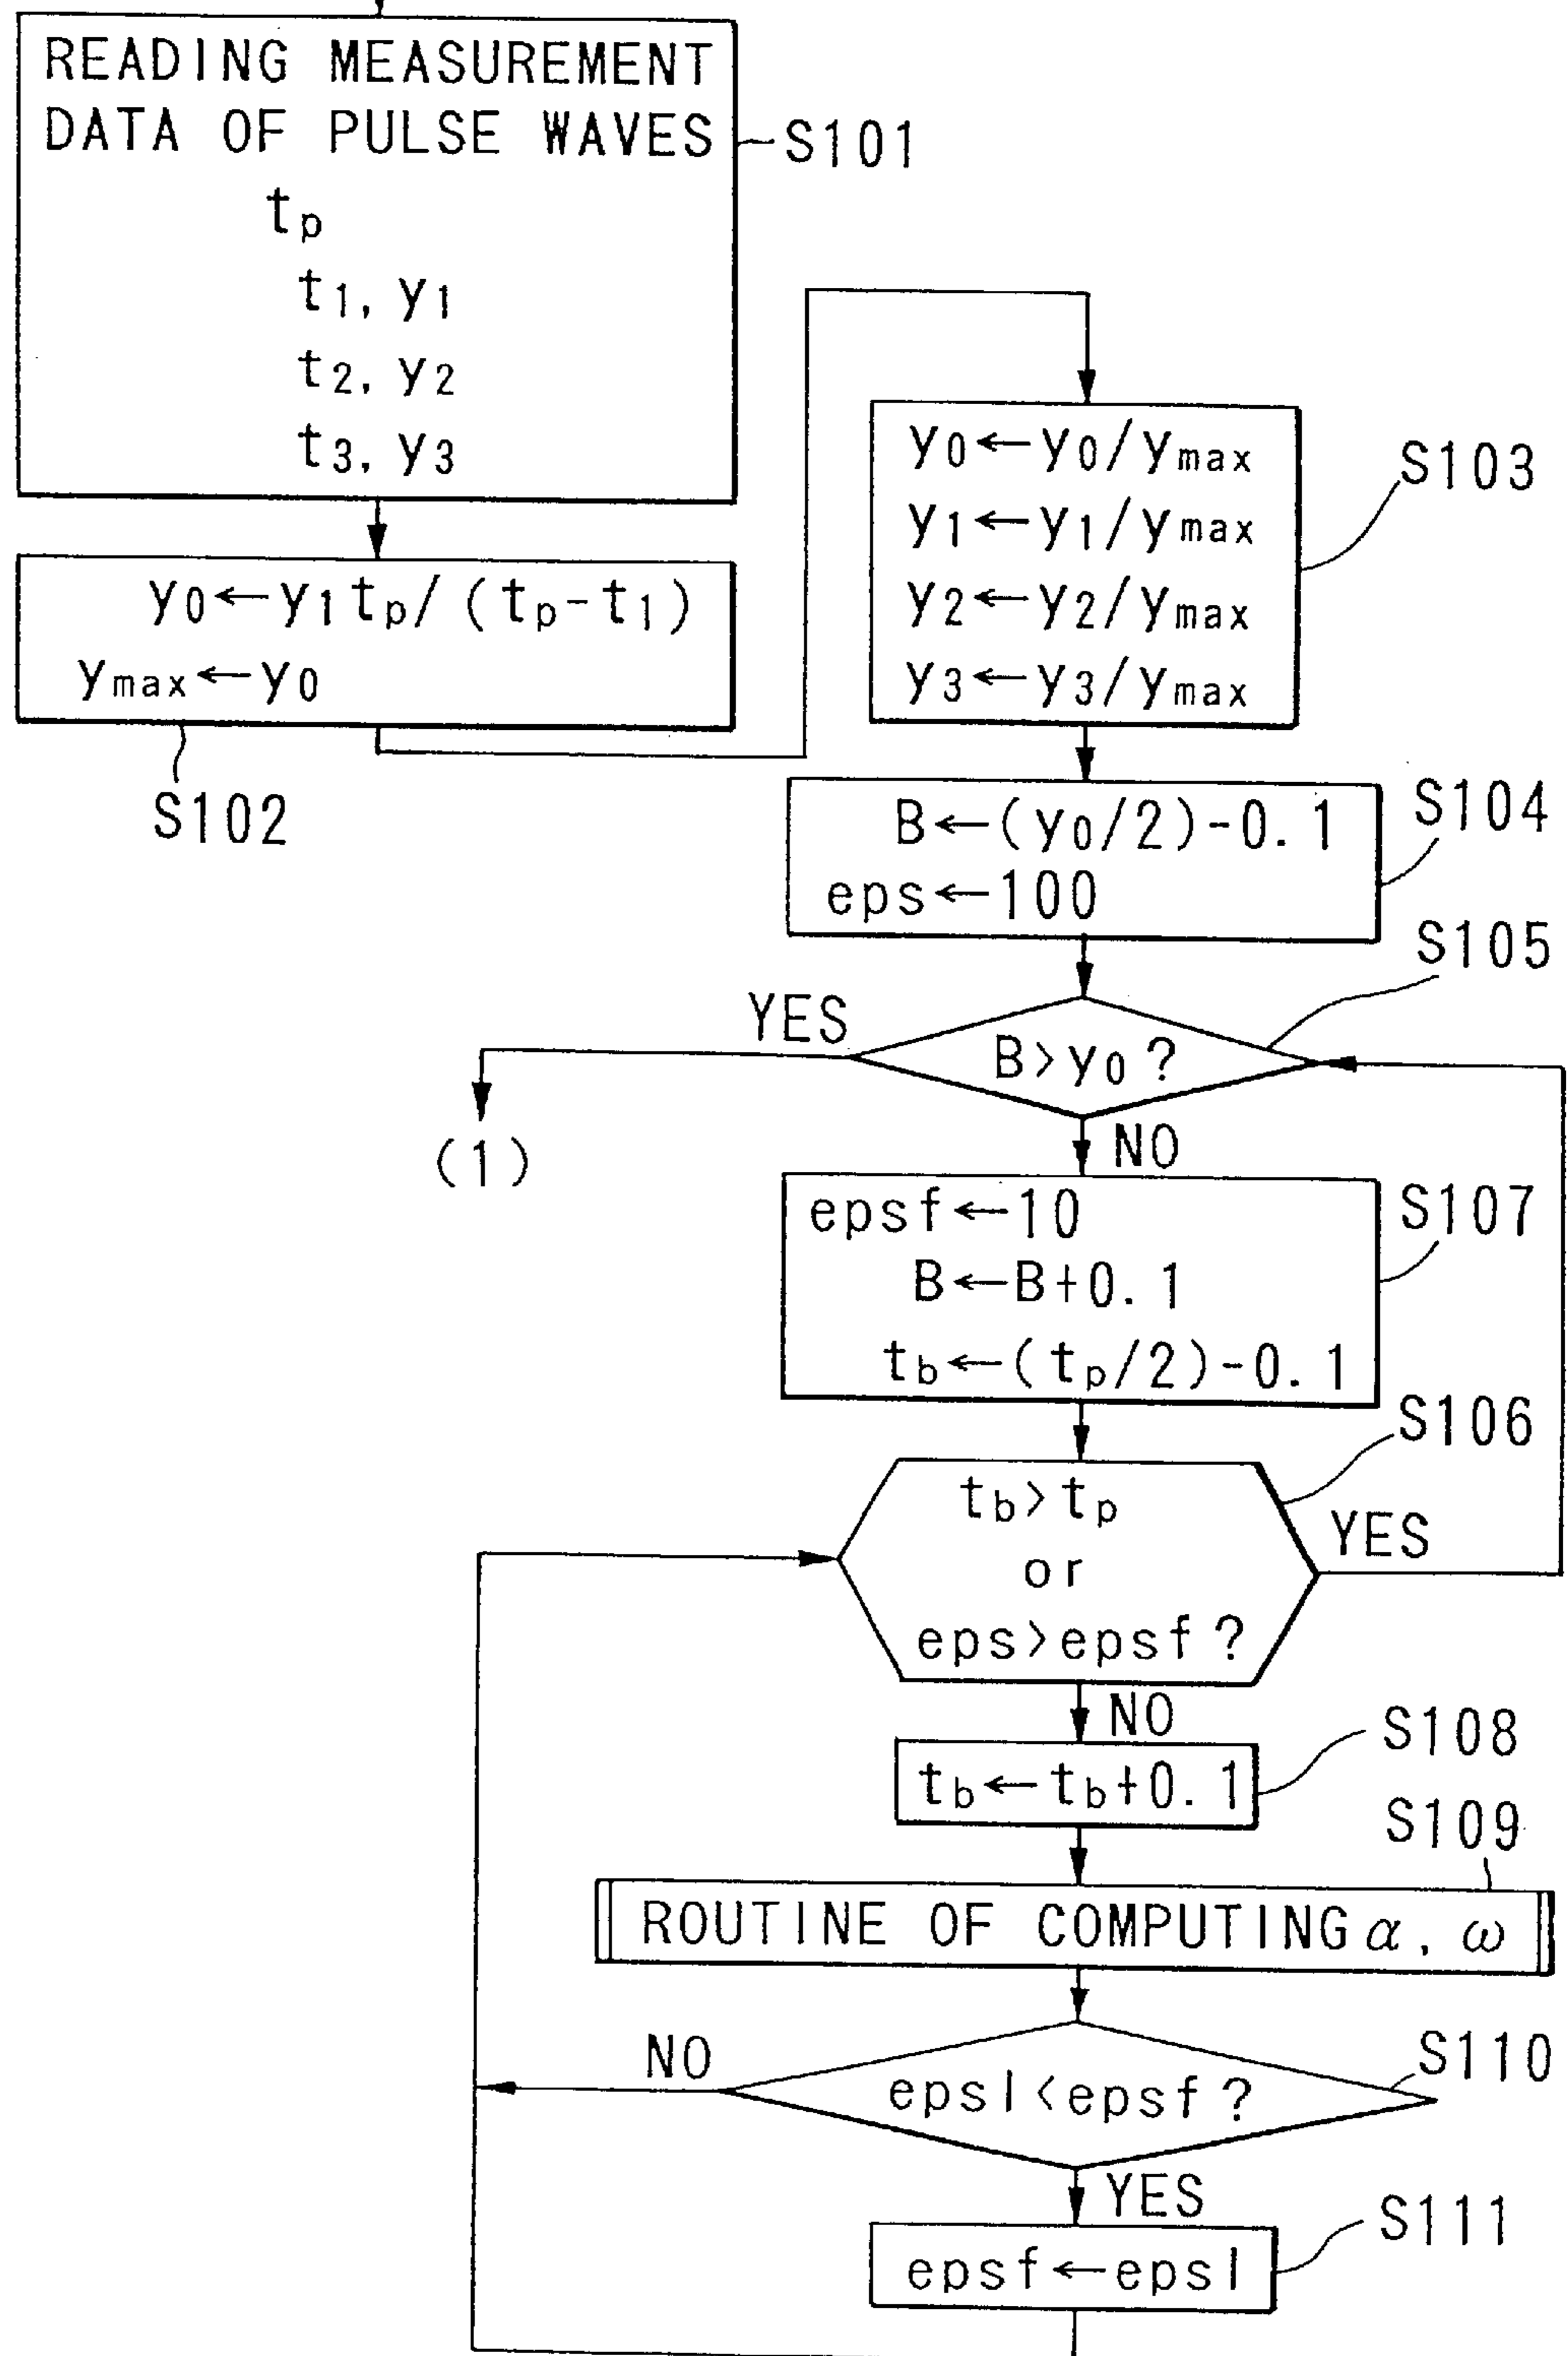 READING MEASUREMENT
DATA OF PULSE WAVES
S101
tp
t1, y1
t2, y2
t3, y3
y0←y1tp/(tp-t1)
ymax←y0
S102
y0←y0/ymax
y1←y1/ymax
y2←y2/ymax
y3←y3/ymax
S103
B←(y0/2)-0.1
eps←100
S104
S105
B>y0?
YES
(1)
NO
epsf←10
B←B+0.1
tb←(tp/2)-0.1
S107
S106
tb>tp
or
eps>epsf?
YES
NO
tb←tb+0.1
S108
S109
ROUTINE OF COMPUTING α, ω
S110
epsl<epsf?
NO
YES
epsf←epsl
S111